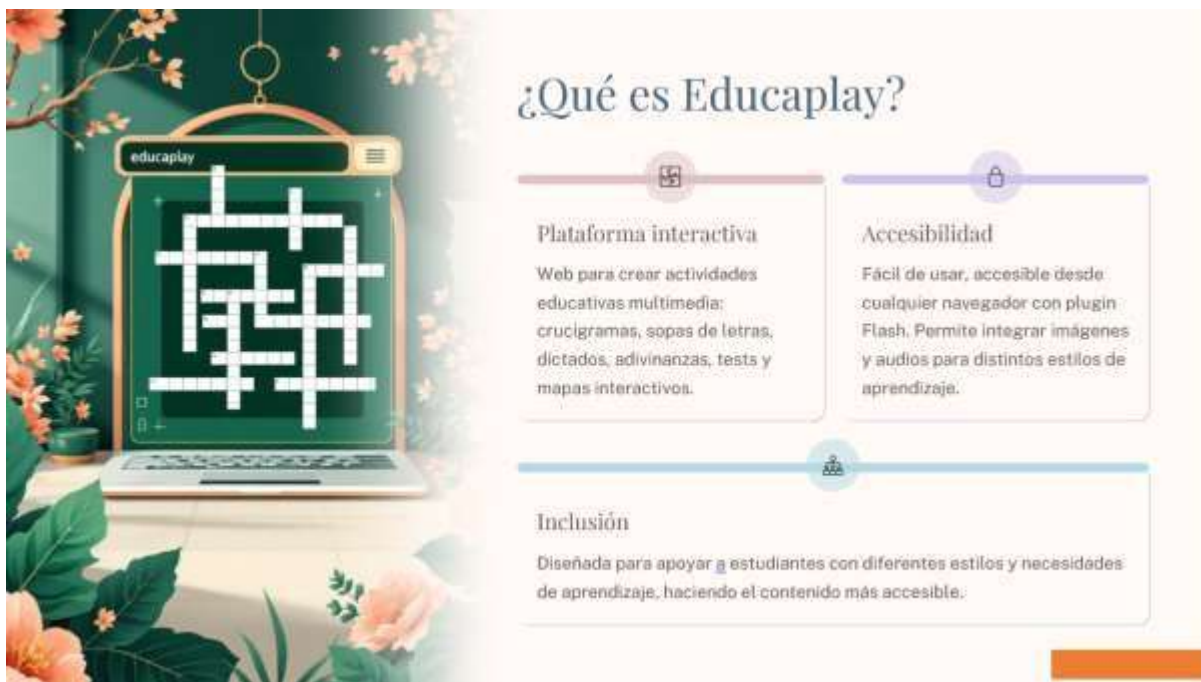 educaplay
¿Qué es Educaplay?
Plataforma interactiva
Web para crear actividades
educativas multimedia:
crucigramas, sopas de letras,
dictados, adivinanzas, tests y
mapas interactivos.
Accesibilidad
Fácil de usar, accesible desde
cualquier navegador con plugin
Flash. Permite integrar imágenes
y audios para distintos estilos de
aprendizaje.
Inclusión
Diseñada para apoyar a estudiantes con diferentes estilos y necesidades
de aprendizaje, haciendo el contenido más accesible.